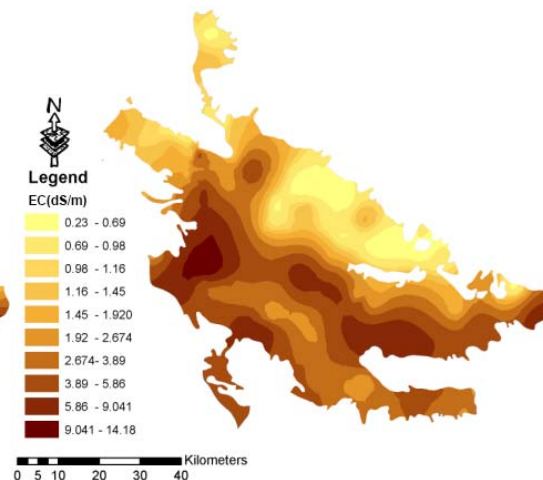 N
Legend
EC(dS/m)
0.23 - 0.69
0.69 - 0.98
0.98 - 1.16
1.16 - 1.45
1.45 - 1.920
1.92 - 2.674
2.674- 3.89
3.89 - 5.86
5.86 - 9.041
9.041 - 14.18
Kilometers
0 5 10 20 30 40